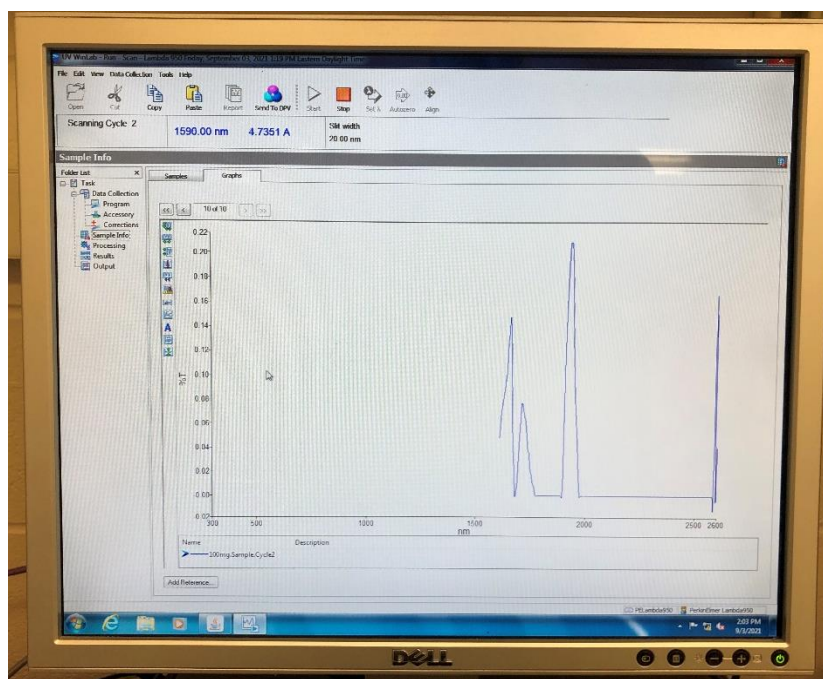 UV WinLab - Run - Scan - Lambda 950 Today, September 03, 2021 1:19 PM Eastern Daylight Time
File Edit View Data Collection Tools Help
Open Cut Copy Paste Report Send To DPV Start Stop Set λ Autozero Align
Scanning Cycle 2
1590.00 nm 4.7351 A
Slit width
20.00 nm
Sample Info
Folder List X
Task
Data Collection
Program
Accessory
Corrections
Sample Info
Processing
Results
Output
Samples Graphs
<< < 10 of 10 > >>
0.22
0.20
0.18
0.16
0.14
0.12
0.10
0.08
0.06
0.04
0.02
0.00
-0.02
%T
A
300 500 1000 1500 2000 2500 2600
nm
Name Description
100mg.Sample.Cycle2
Add Reference...
PELambda950 PerkinElmer Lambda950
2:03 PM
9/3/2021
DELL